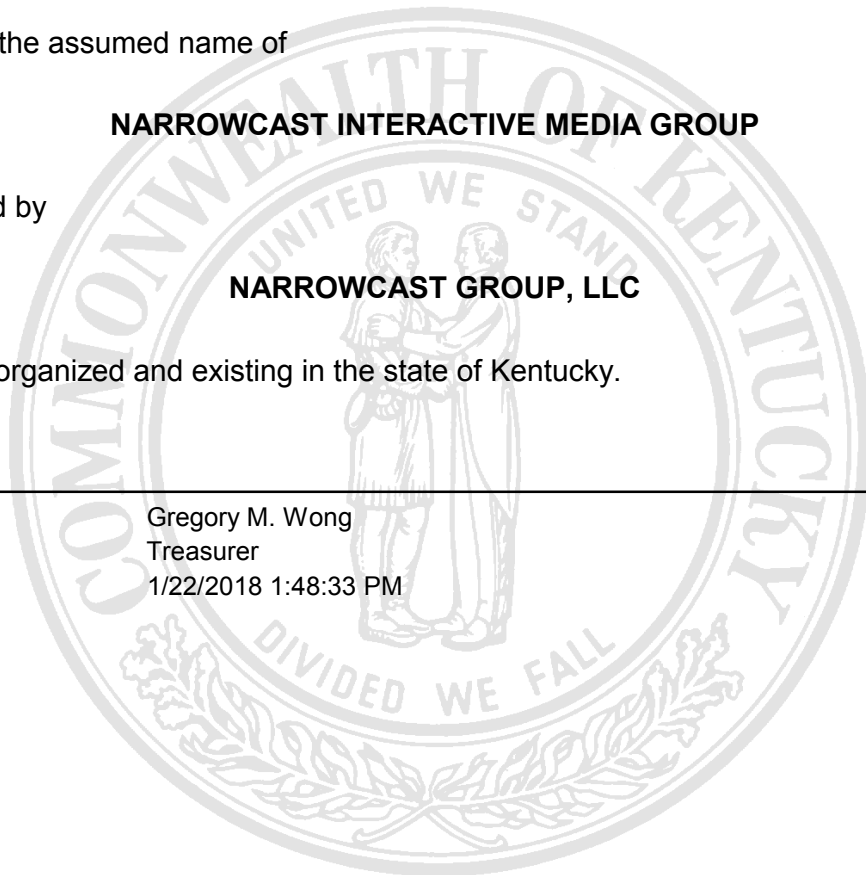 the assumed name of
NARROWCAST INTERACTIVE MEDIA GROUP
d by
NARROWCAST GROUP, LLC
organized and existing in the state of Kentucky.
Gregory M. Wong
Treasurer
1/22/2018 1:48:33 PM
COMMONWEALTH OF KENTUCKY
UNITED WE STAND
DIVIDED WE FALL